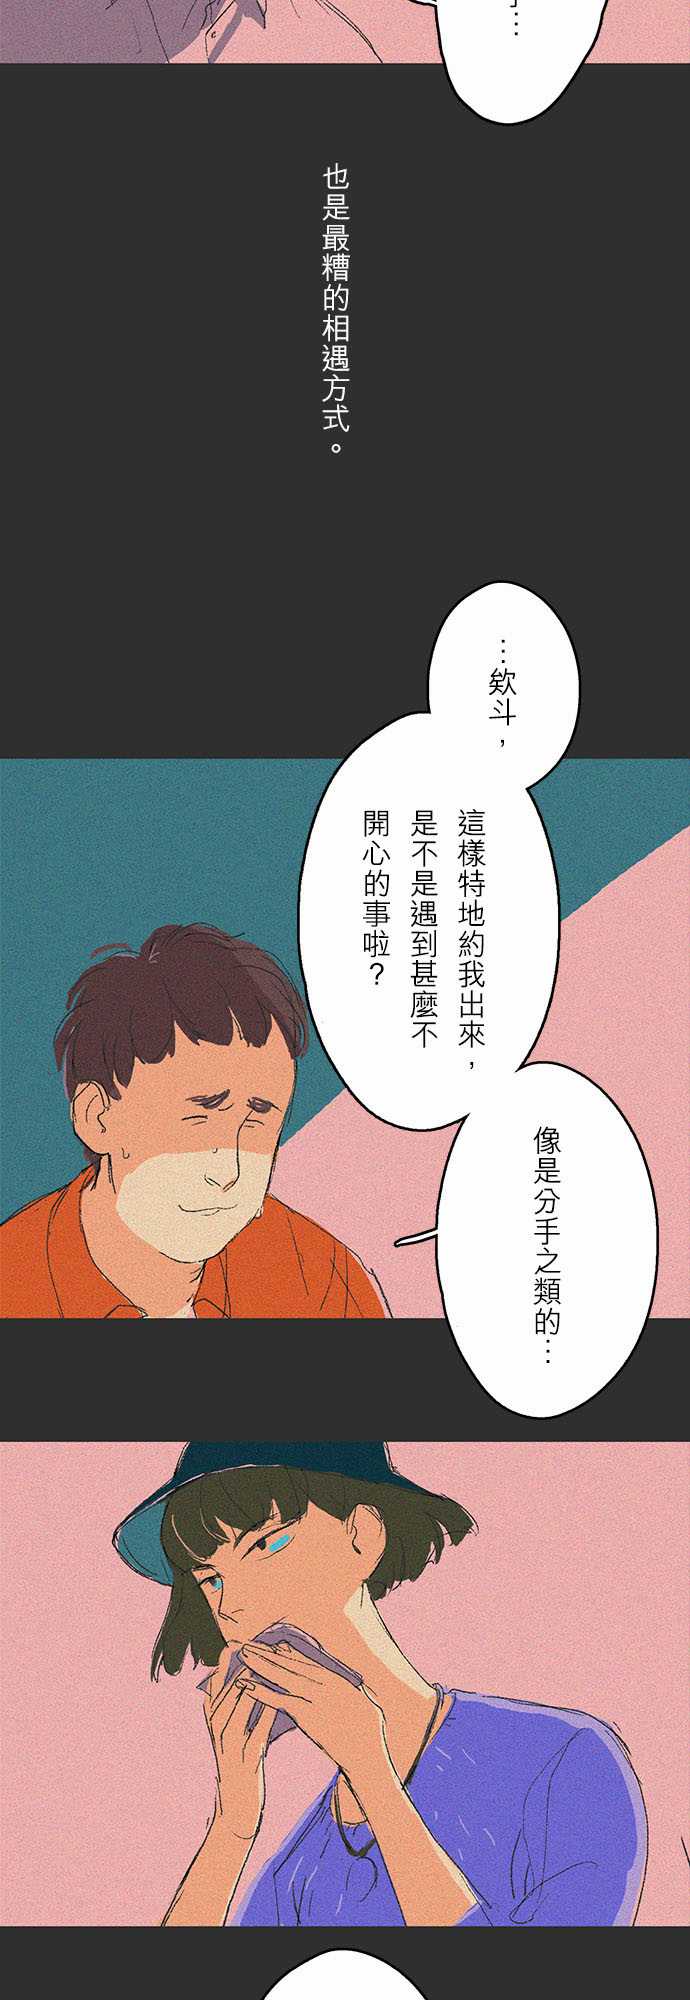 …
也是最糟的相遇方式。
…欸斗，
這樣特地約我出來，
是不是遇到甚麼不
開心的事啦？
像是分手之類的…